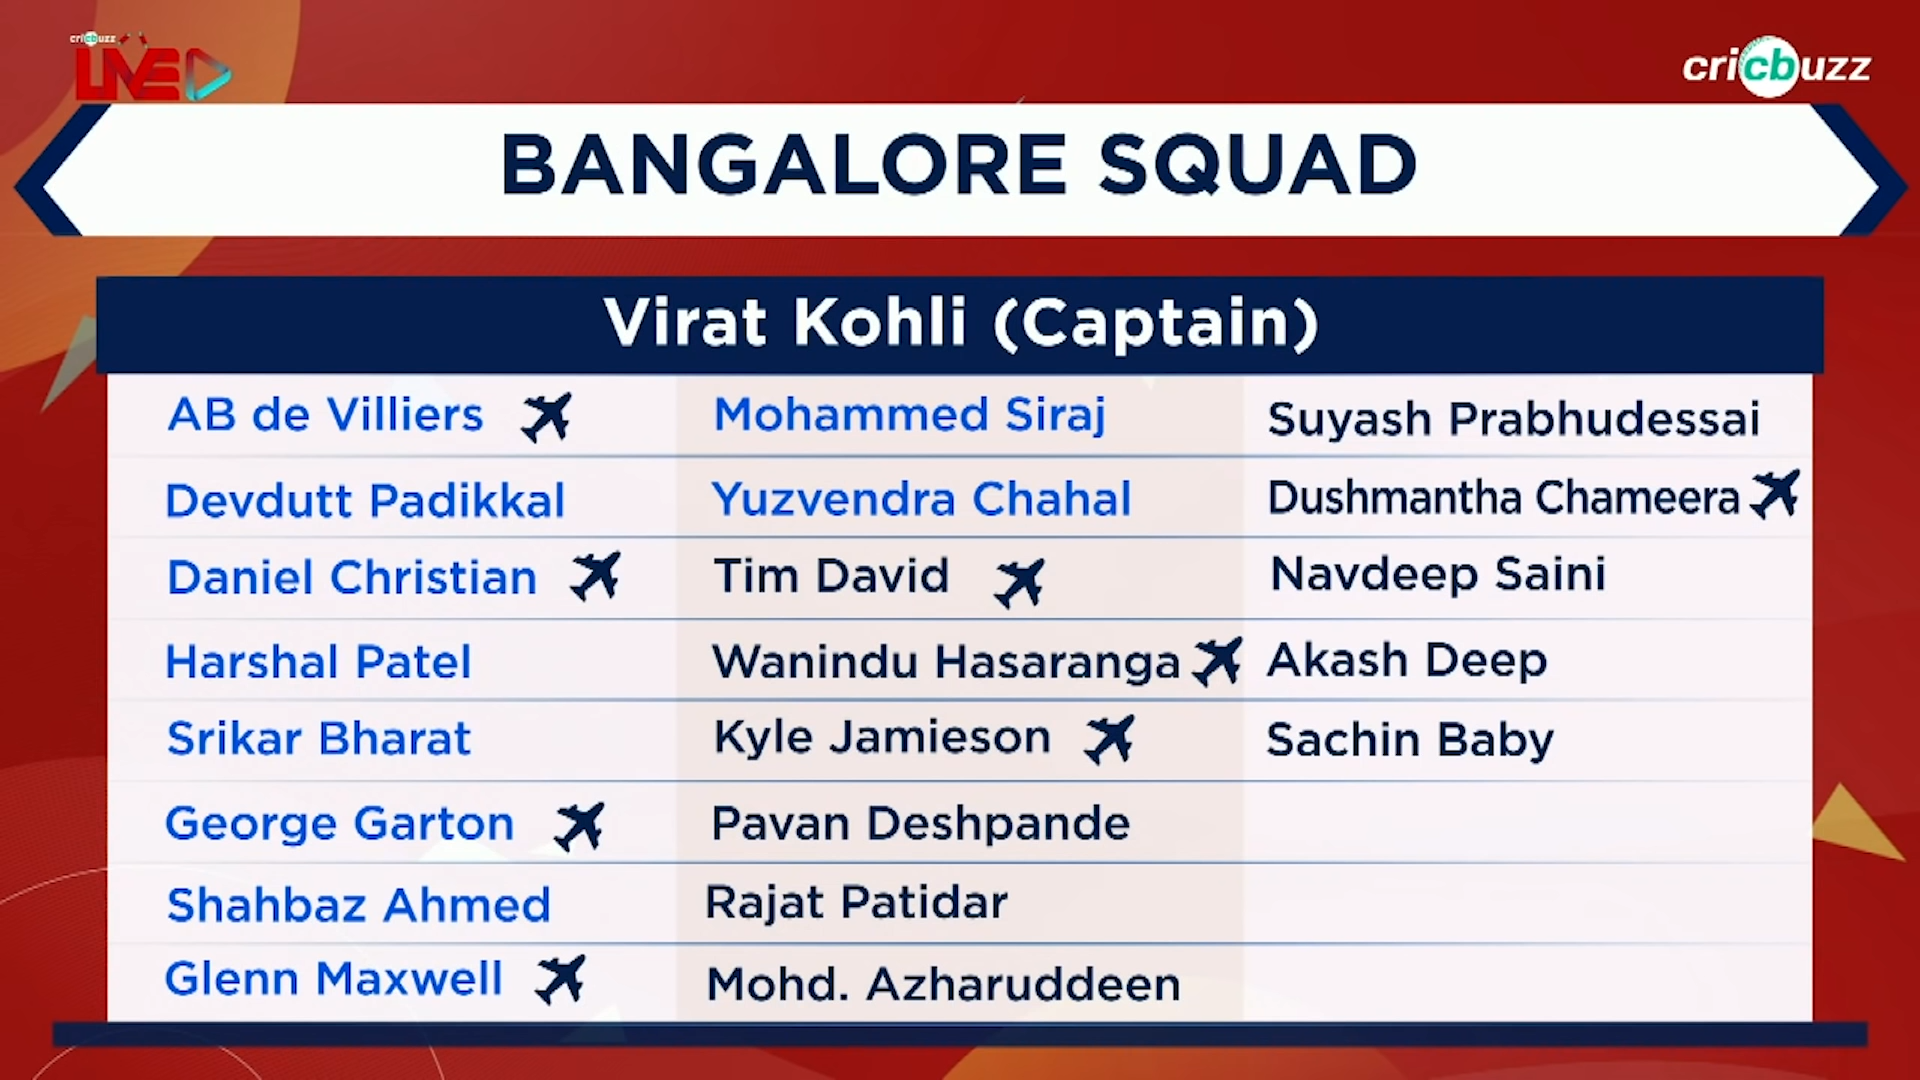 cricbuzz
LIVE
cricbuzz
BANGALORE SQUAD
Virat Kohli (Captain)
AB de Villiers
Devdutt Padikkal
Daniel Christian
Harshal Patel
Srikar Bharat
George Garton
Shahbaz Ahmed
Glenn Maxwell
Mohammed Siraj
Yuzvendra Chahal
Tim David
Wanindu Hasaranga
Kyle Jamieson
Pavan Deshpande
Rajat Patidar
Mohd. Azharuddeen
Suyash Prabhudessai
Dushmantha Chameera
Navdeep Saini
Akash Deep
Sachin Baby